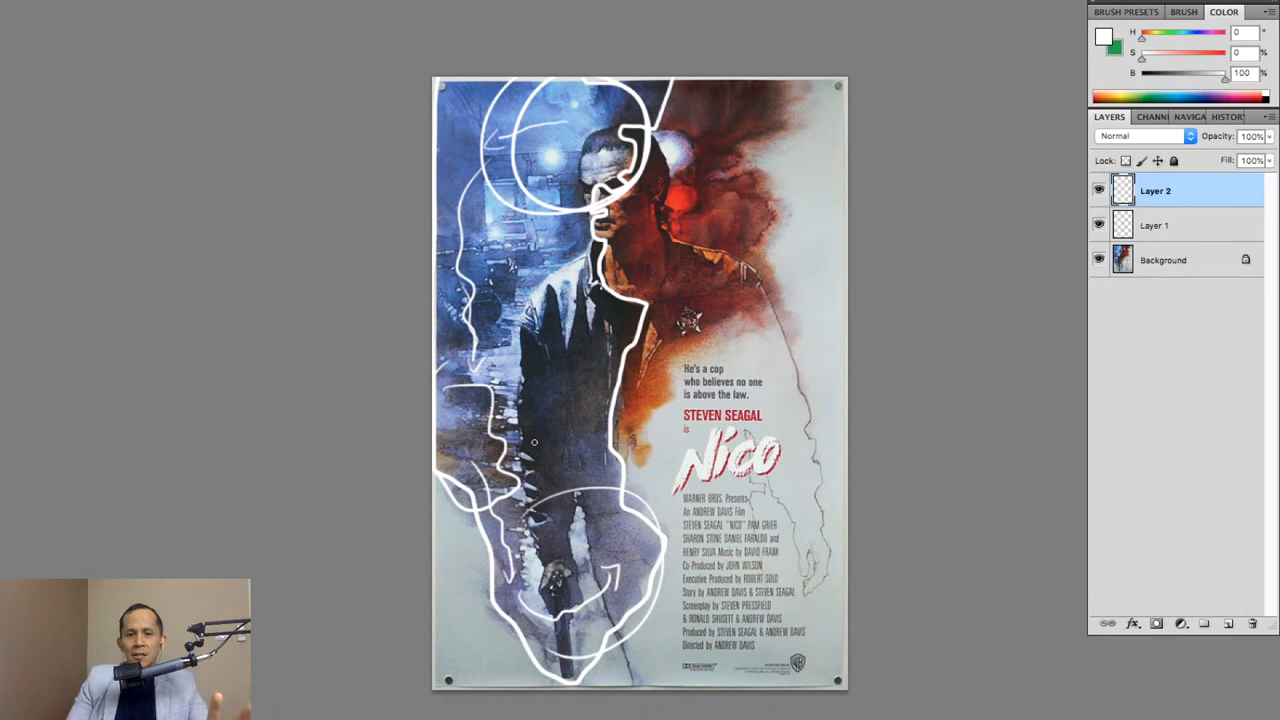 BRUSH PRESETS BRUSH COLOR
H 0 °
S 0 %
B 100 %
LAYERS CHANN NAVIGA HISTOR
Normal Opacity: 100%
Lock: Fill: 100%
Layer 2
Layer 1
Background
He's a cop
who believes no one
is above the law.
STEVEN SEAGAL
is
Nico
WARNER BROS. Presents
An ANDREW DAVIS Film
STEVEN SEAGAL "NICO" PAM GRIER
SHARON STONE DANIEL FARALDO and
HENRY SILVA Music by DAVID FRANK
Co-Produced by JOHN WILSON
Executive Produced by ROBERT SOLO
Story by ANDREW DAVIS & STEVEN SEAGAL
Screenplay by STEVEN PRESSFIELD
& RONALD SHUSETT & ANDREW DAVIS
Produced by STEVEN SEAGAL & ANDREW DAVIS
Directed by ANDREW DAVIS
fx